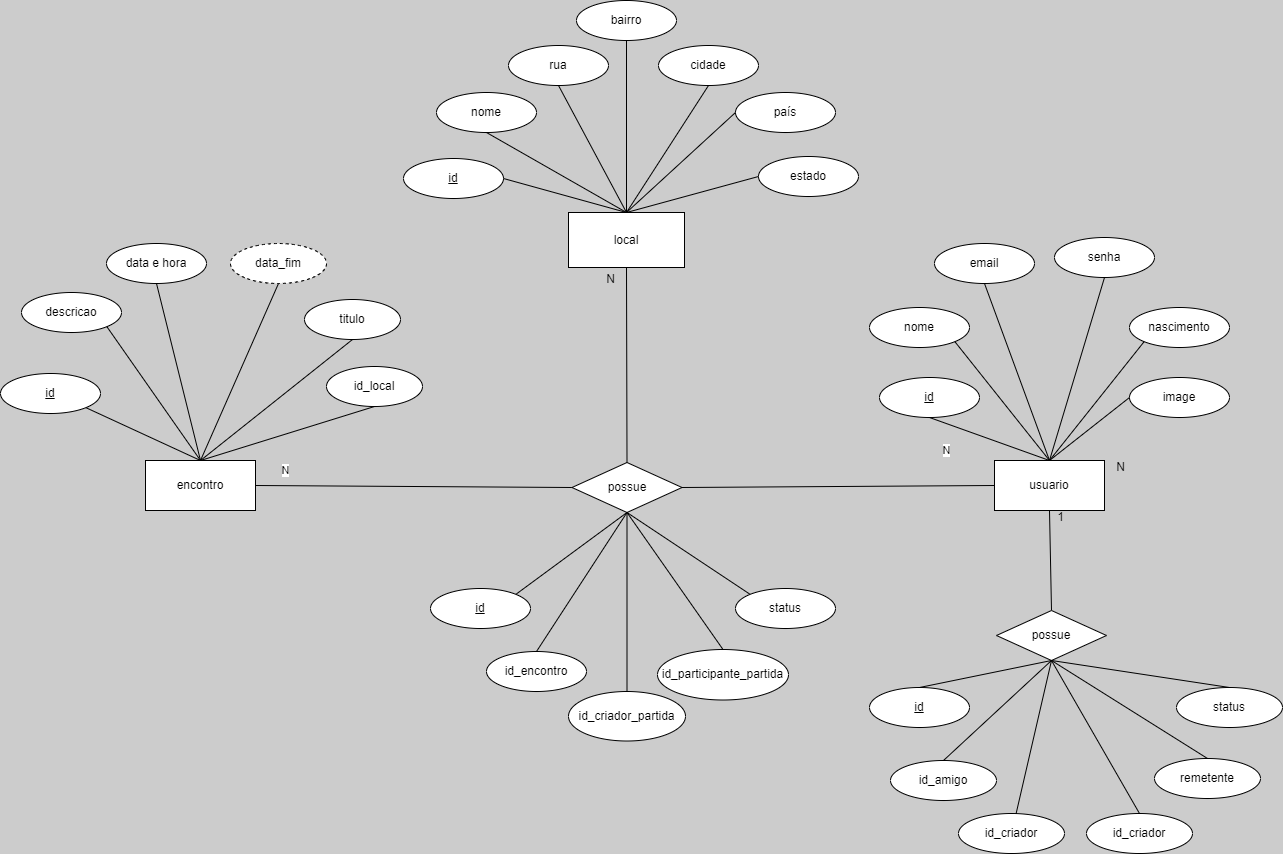 bairro
rua
cidade
nome
país
id
estado
local
N
data e hora
data_fim
descricao
titulo
id
id_local
encontro
N
email
senha
nome
nascimento
id
image
N
usuario
N
1
possue
id
status
id_encontro
id_participante_partida
id_criador_partida
possue
id
status
id_amigo
remetente
id_criador
id_criador